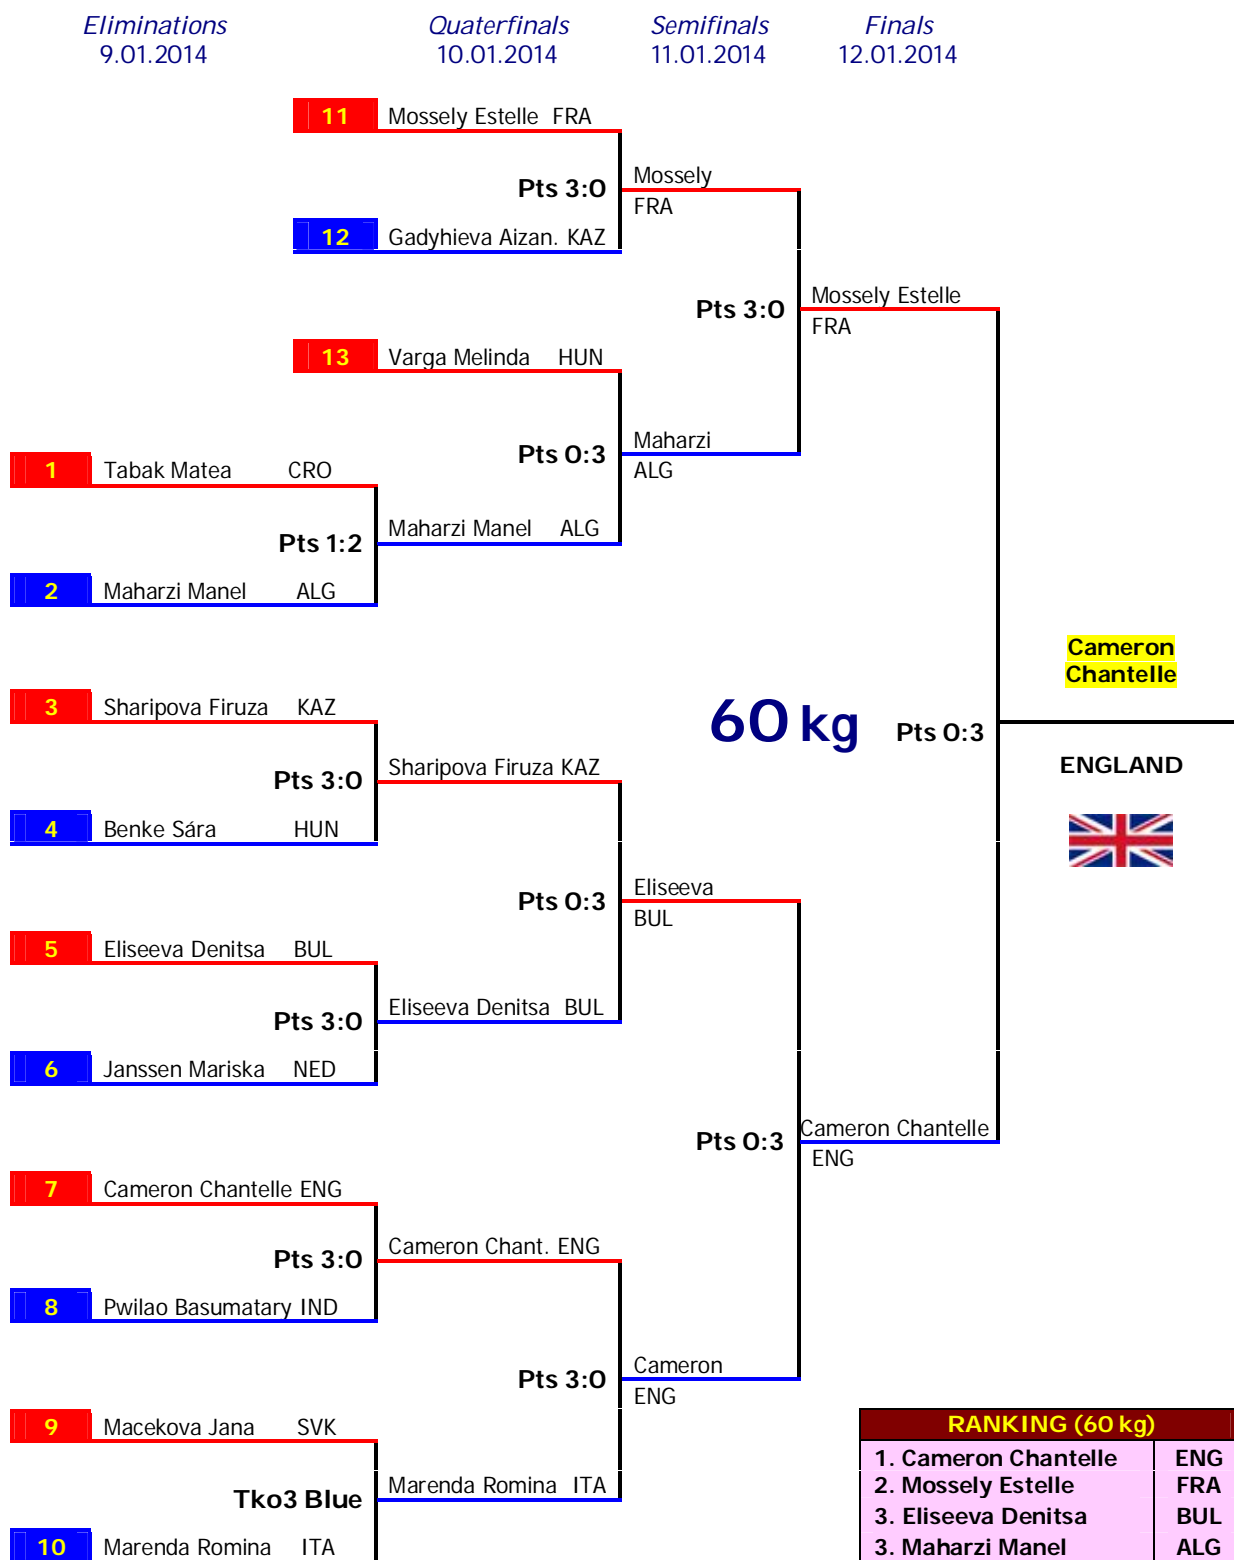 Eliminations Quaterfinals Semifinals Finals
9.01.2014 10.01.2014 11.01.2014 12.01.2014
11 Mossely Estelle FRA
Mossely
Pts 3:0
FRA
12 Gadyhieva Aizan. KAZ
Mossely Estelle
Pts 3:0
FRA
13 Varga Melinda HUN
Maharzi
Pts 0:3
ALG
1 Tabak Matea CRO
Maharzi Manel ALG
Pts 1:2
2 Maharzi Manel ALG
Cameron
Chantelle
3 Sharipova Firuza KAZ
60 kg Pts 0:3
Sharipova Firuza KAZ
ENGLAND
Pts 3:0
4 Benke Sára HUN
Eliseeva
Pts 0:3
BUL
5 Eliseeva Denitsa BUL
Eliseeva Denitsa BUL
Pts 3:0
6 Janssen Mariska NED
Cameron Chantelle
Pts 0:3
ENG
7 Cameron Chantelle ENG
Cameron Chant. ENG
Pts 3:0
8 Pwilao Basumatary IND
Cameron
Pts 3:0
ENG
9 Macekova Jana SVK
RANKING (60 kg)
1. Cameron Chantelle ENG
Marenda Romina ITA
2. Mossely Estelle FRA
Tko3 Blue
3. Eliseeva Denitsa BUL
10 Marenda Romina ITA
3. Maharzi Manel ALG